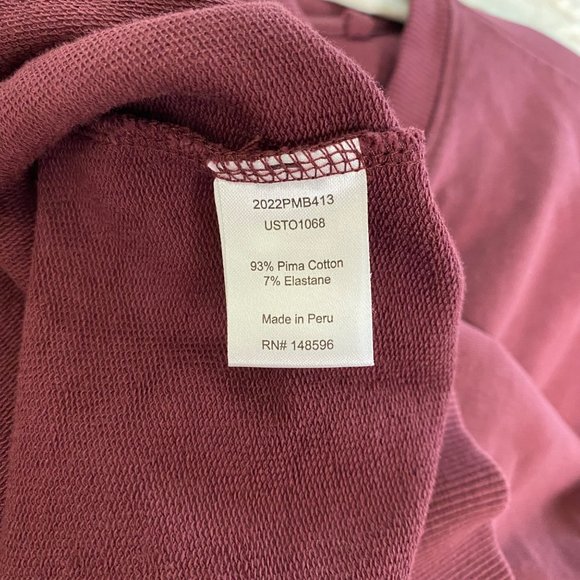 2022PMB413
USTO1068
93% Pima Cotton
7% Elastane
Made in Peru
RN# 148596